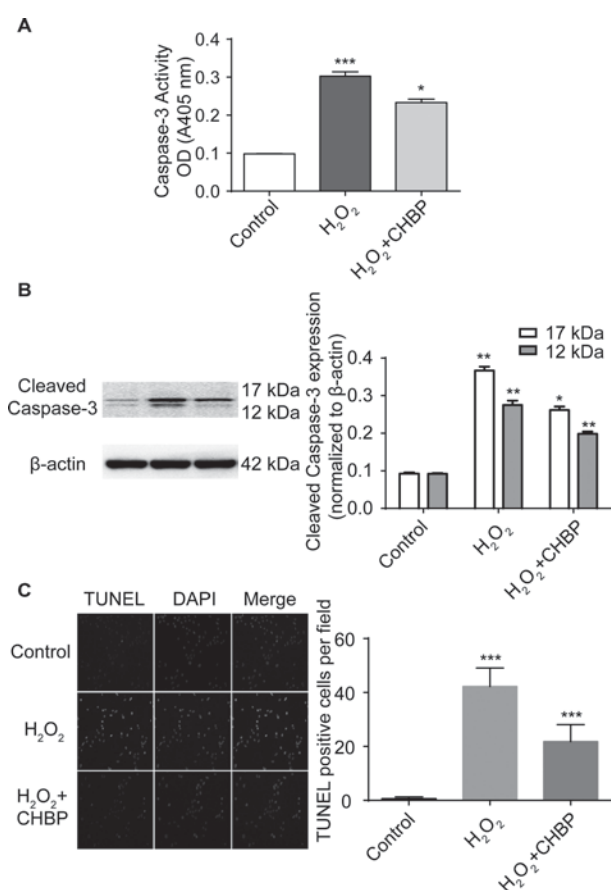 A
Caspase-3 Activity
OD (A405 nm)
0.4
0.3
0.2
0.1
0.0
***
*
Control
H₂O₂
H₂O₂+CHBP
B
Cleaved
Caspase-3
17 kDa
12 kDa
β-actin
42 kDa
Cleaved Caspase-3 expression
(normalized to β-actin)
17 kDa
12 kDa
0.4
0.3
0.2
0.1
0.0
**
**
*
**
Control
H₂O₂
H₂O₂+CHBP
C
TUNEL DAPI Merge
Control
H₂O₂
H₂O₂+
CHBP
TUNEL positive cells per field
60
40
20
0
***
***
Control
H₂O₂
H₂O₂+CHBP